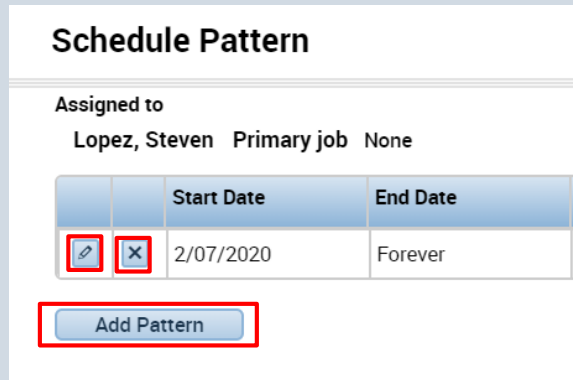 Schedule Pattern
Assigned to
Lopez, Steven Primary job None
Start Date End Date
2/07/2020 Forever
Add Pattern